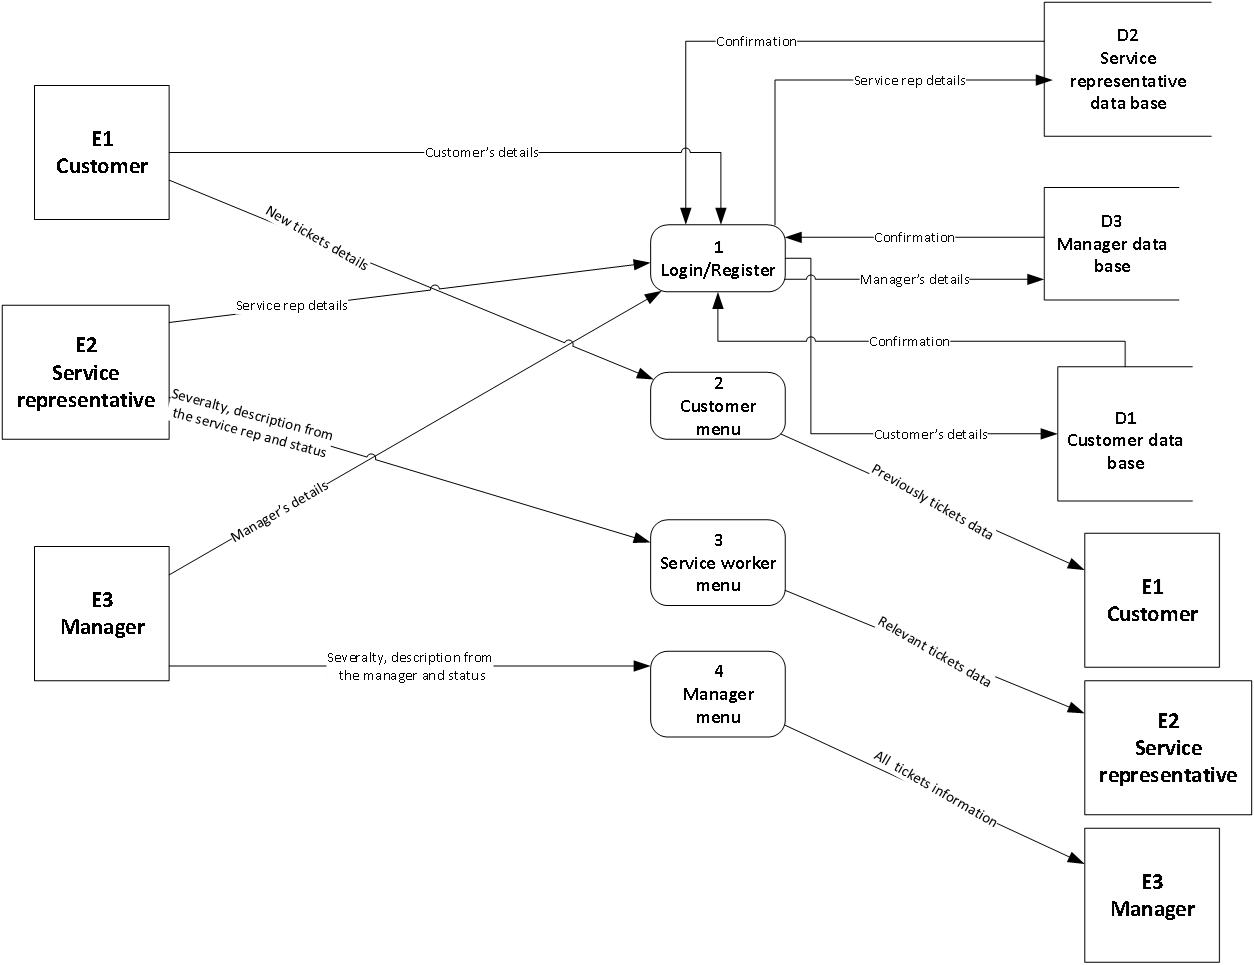 D2
Service
representative
data base
Confirmation
Service rep details
E1
Customer
Customer's details
New tickets details
D3
Manager data
base
1
Login/Register
Confirmation
Manager's details
Service rep details
E2
Service
representative
Confirmation
2
Customer
menu
D1
Customer data
base
Customer's details
Severalty, description from
the service rep and status
Previously tickets data
Manager's details
3
Service worker
menu
E1
Customer
E3
Manager
Relevant tickets data
Severalty, description from
the manager and status
4
Manager
menu
E2
Service
representative
All tickets information
E3
Manager